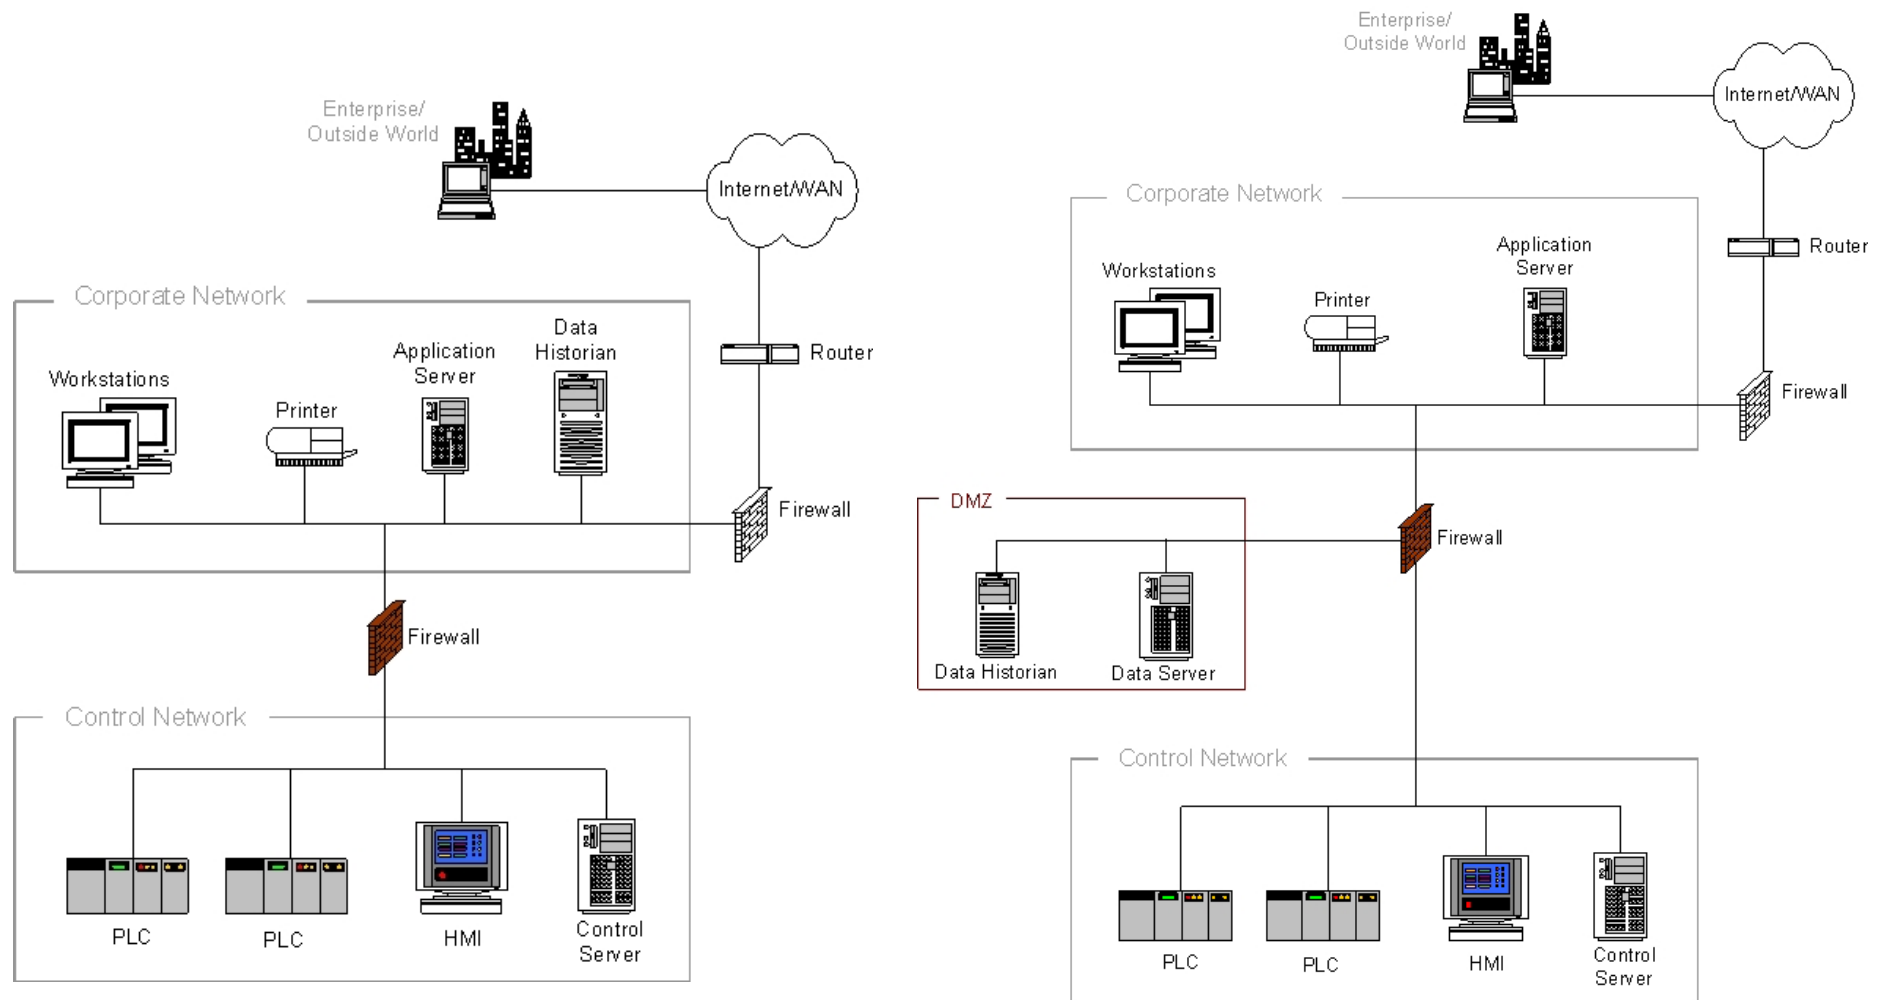 Enterprise/
Outside World
Internet/WAN
Corporate Network
Router
Workstations
Printer
Application
Server
Data
Historian
Firewall
Firewall
Control Network
PLC
PLC
HMI
Control
Server
Enterprise/
Outside World
Internet/WAN
Corporate Network
Router
Workstations
Printer
Application
Server
Firewall
DMZ
Firewall
Data Historian
Data Server
Control Network
PLC
PLC
HMI
Control
Server